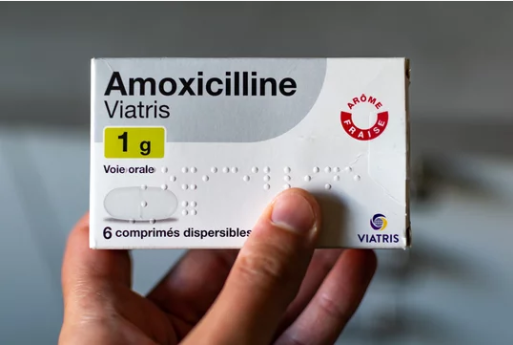 Amoxicilline
Viatris
1 g
Voie orale
6 comprimés dispersibles
ARÔME
FRAISE
VIATRIS